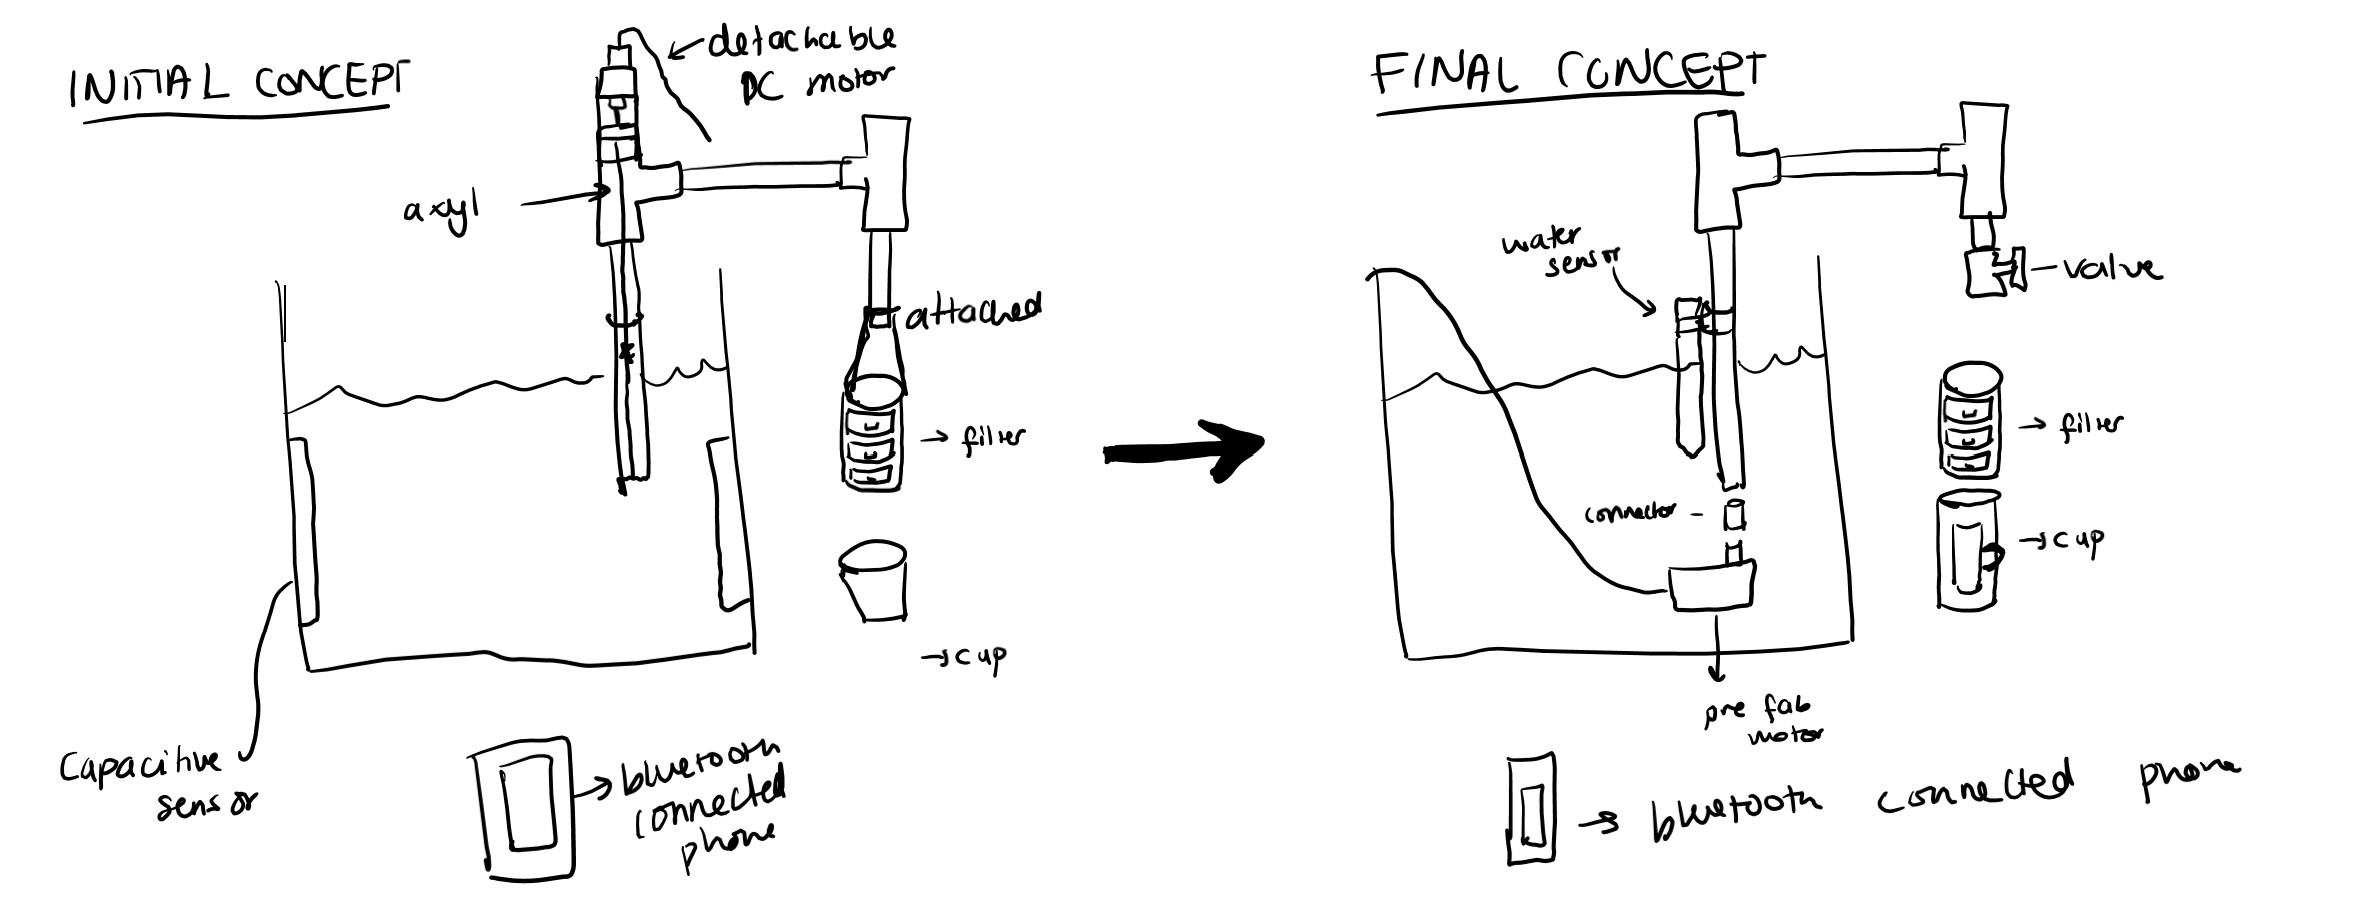 INITIAL CONCEPT
detachable
DC motor
axyl
attached
filter
cup
Capacitive
sensor
bluetooth
connected
phone
FINAL CONCEPT
water
sensor
valve
filter
connector
cup
pre fab
motor
bluetooth connected phone